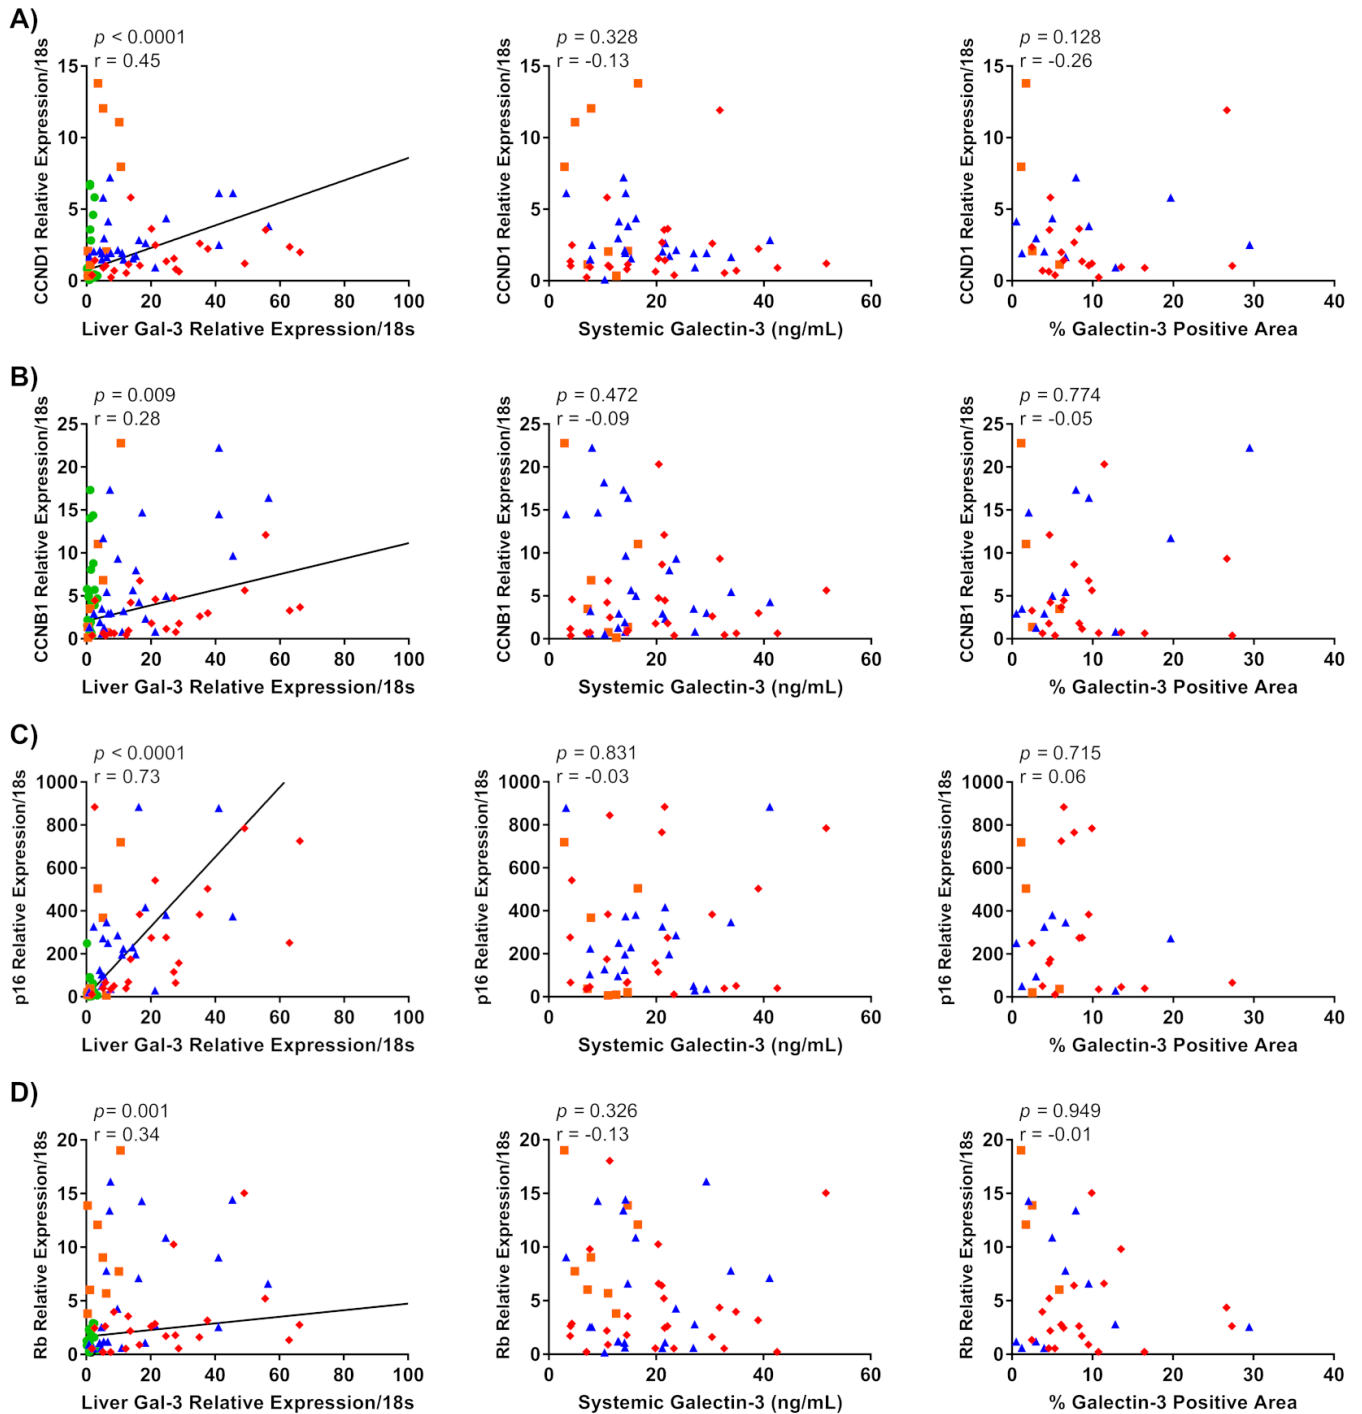 A)
p < 0.0001
r = 0.45
CCND1 Relative Expression/18s
15
10
5
0
0 20 40 60 80 100
Liver Gal-3 Relative Expression/18s
p = 0.328
r = -0.13
CCND1 Relative Expression/18s
15
10
5
0
0 20 40 60
Systemic Galectin-3 (ng/mL)
p = 0.128
r = -0.26
CCND1 Relative Expression/18s
15
10
5
0
0 10 20 30 40
% Galectin-3 Positive Area
B)
p = 0.009
r = 0.28
CCNB1 Relative Expression/18s
25
20
15
10
5
0
0 20 40 60 80 100
Liver Gal-3 Relative Expression/18s
p = 0.472
r = -0.09
CCNB1 Relative Expression/18s
25
20
15
10
5
0
0 20 40 60
Systemic Galectin-3 (ng/mL)
p = 0.774
r = -0.05
CCNB1 Relative Expression/18s
25
20
15
10
5
0
0 10 20 30 40
% Galectin-3 Positive Area
C)
p < 0.0001
r = 0.73
p16 Relative Expression/18s
1000
800
600
400
200
0
0 20 40 60 80 100
Liver Gal-3 Relative Expression/18s
p = 0.831
r = -0.03
p16 Relative Expression/18s
1000
800
600
400
200
0
0 20 40 60
Systemic Galectin-3 (ng/mL)
p = 0.715
r = 0.06
p16 Relative Expression/18s
1000
800
600
400
200
0
0 10 20 30 40
% Galectin-3 Positive Area
D)
p= 0.001
r = 0.34
Rb Relative Expression/18s
20
15
10
5
0
0 20 40 60 80 100
Liver Gal-3 Relative Expression/18s
p = 0.326
r = -0.13
Rb Relative Expression/18s
20
15
10
5
0
0 20 40 60
Systemic Galectin-3 (ng/mL)
p = 0.949
r = -0.01
Rb Relative Expression/18s
20
15
10
5
0
0 10 20 30 40
% Galectin-3 Positive Area